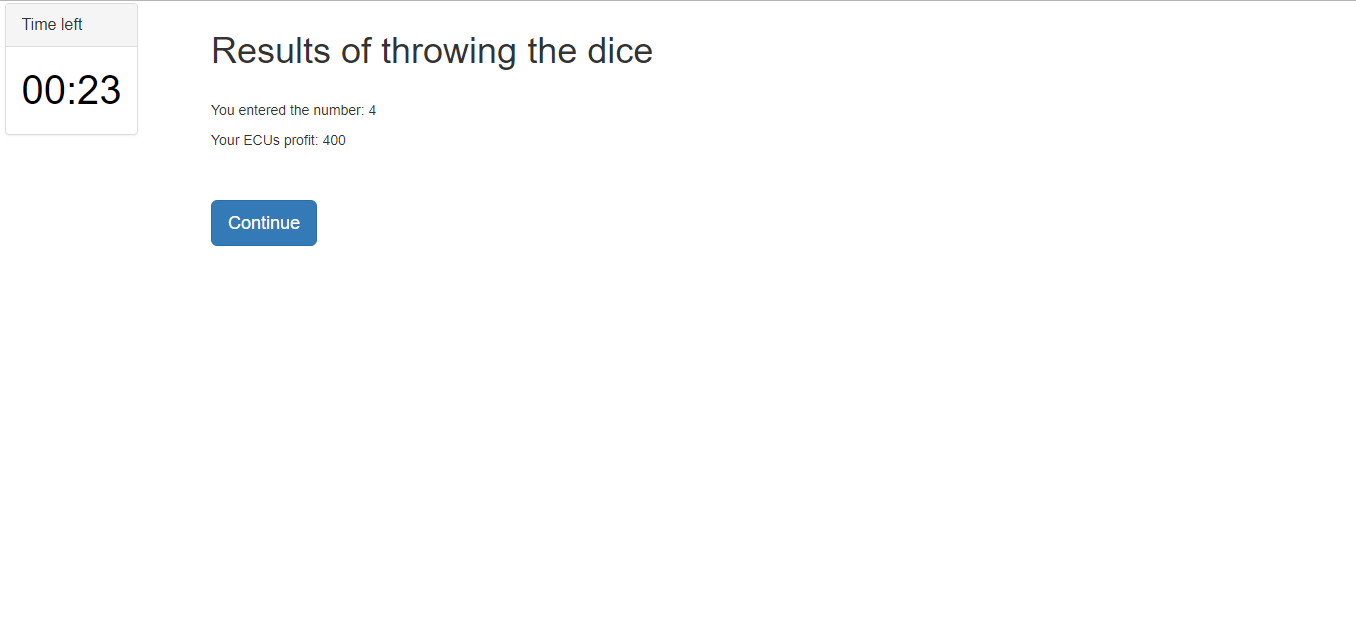 Time left
00:23
Results of throwing the dice
You entered the number: 4
Your ECUs profit: 400
Continue